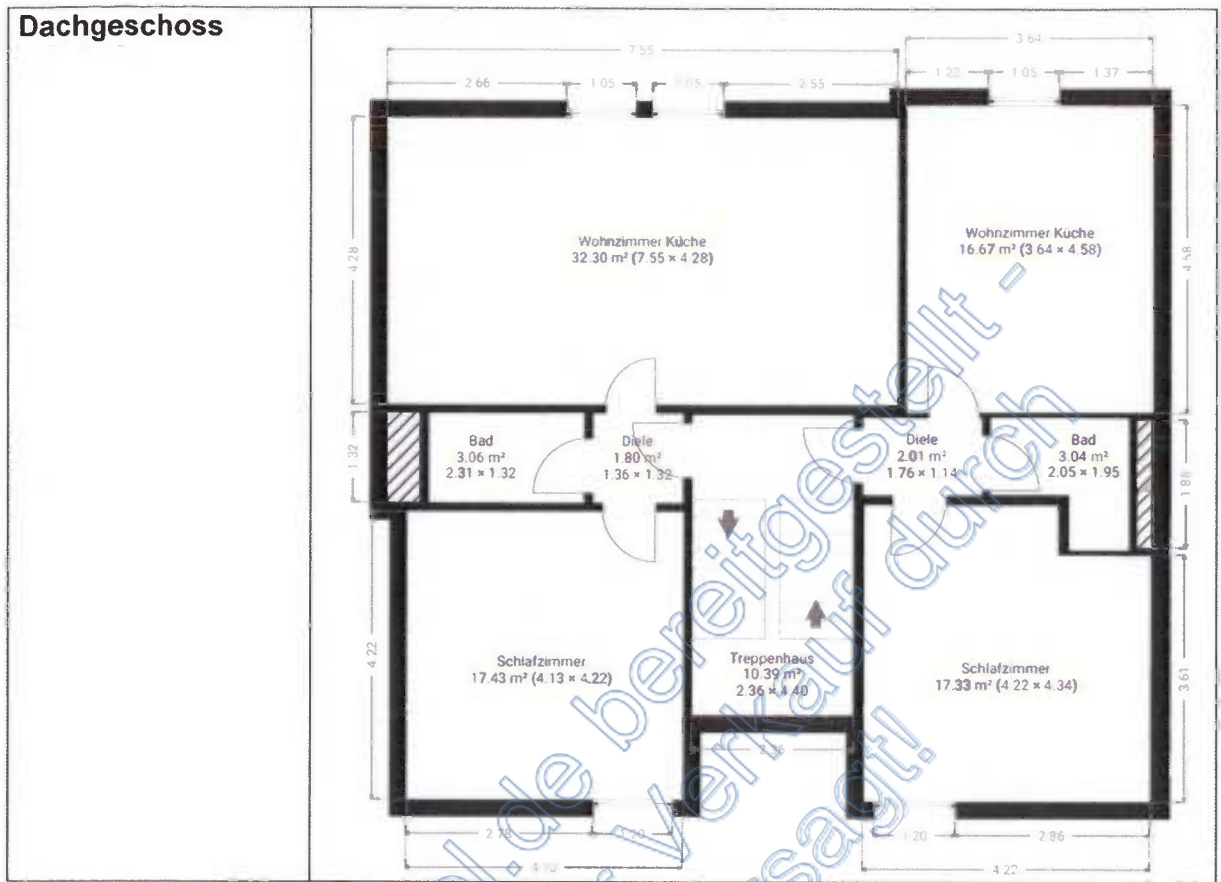 Dachgeschoss
7.55
3.64
2.66
1.05
2.55
1.22
1.05
1.37
4.28
4.58
Wohnzimmer Küche
32.30 m² (7.55 × 4.28)
Wohnzimmer Küche
16.67 m² (3.64 × 4.58)
1.32
Bad
3.06 m²
2.31 × 1.32
Diele
1.80 m²
1.36 × 1.32
Diele
2.01 m²
1.76 × 1.14
Bad
3.04 m²
2.05 × 1.95
1.88
4.22
Schlafzimmer
17.43 m² (4.13 × 4.22)
Treppenhaus
10.39 m²
2.36 × 4.40
Schlafzimmer
17.33 m² (4.22 × 4.34)
3.61
2.36
2.78
1.20
1.20
2.86
4.22
bereitgestellt -
Verkauf durch